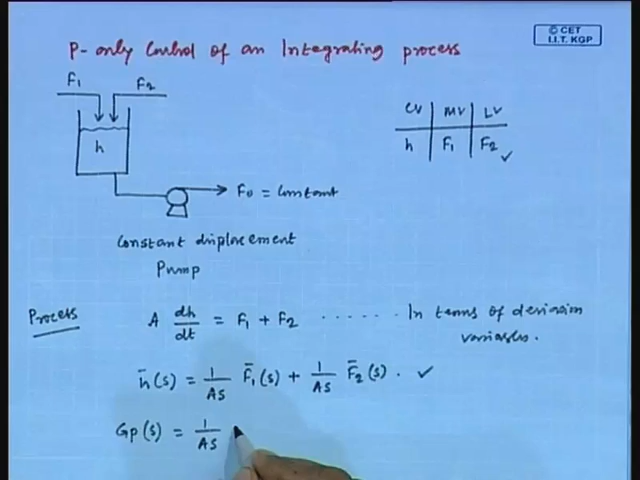 © CET
I.I.T. KGP
P-only Control of an Integrating process
F1 F2
CV MV LV
h F1 F2 ✓
h
F0 = Constant
Constant displacement
Pump
Process
A dh/dt = F1 + F2 ...... In terms of deviation
variables.
h̄(s) = 1/AS F̄1(s) + 1/AS F̄2(s). ✓
Gp(s) = 1/AS